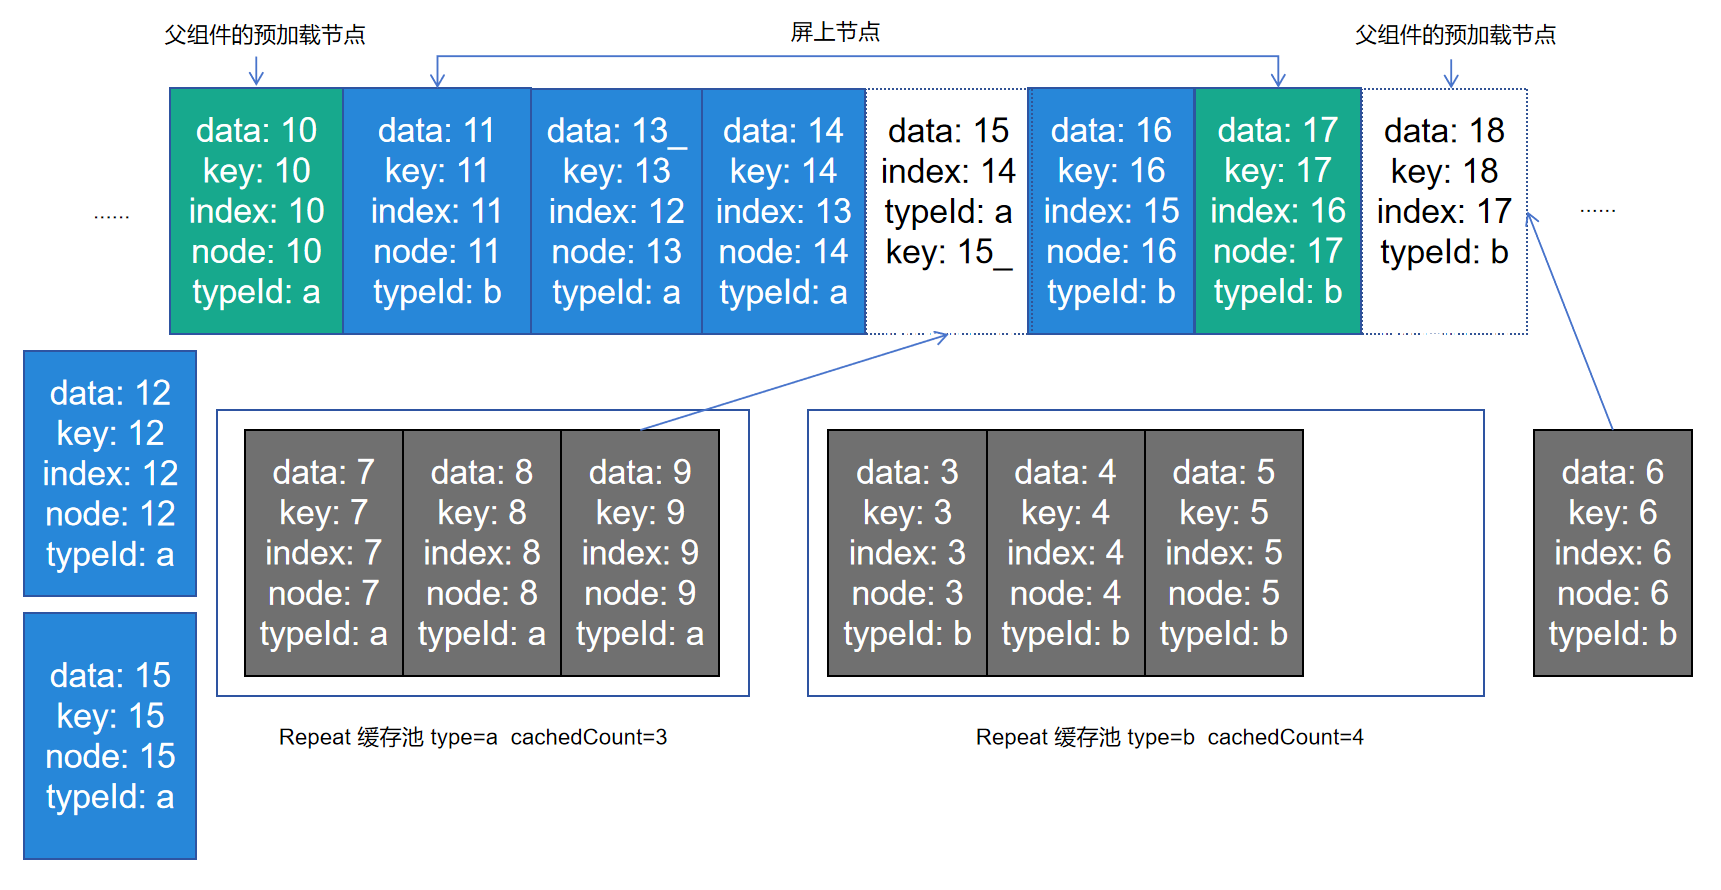 父组件的预加载节点
屏上节点
父组件的预加载节点
......
data: 10
key: 10
index: 10
node: 10
typeId: a
data: 11
key: 11
index: 11
node: 11
typeId: b
data: 13_
key: 13
index: 12
node: 13
typeId: a
data: 14
key: 14
index: 13
node: 14
typeId: a
data: 15
index: 14
typeId: a
key: 15_
data: 16
key: 16
index: 15
node: 16
typeId: b
data: 17
key: 17
index: 16
node: 17
typeId: b
data: 18
key: 18
index: 17
typeId: b
......
data: 12
key: 12
index: 12
node: 12
typeId: a
data: 15
key: 15
node: 15
typeId: a
data: 7
key: 7
index: 7
node: 7
typeId: a
data: 8
key: 8
index: 8
node: 8
typeId: a
data: 9
key: 9
index: 9
node: 9
typeId: a
Repeat 缓存池 type=a cachedCount=3
data: 3
key: 3
index: 3
node: 3
typeId: b
data: 4
key: 4
index: 4
node: 4
typeId: b
data: 5
key: 5
index: 5
node: 5
typeId: b
Repeat 缓存池 type=b cachedCount=4
data: 6
key: 6
index: 6
node: 6
typeId: b